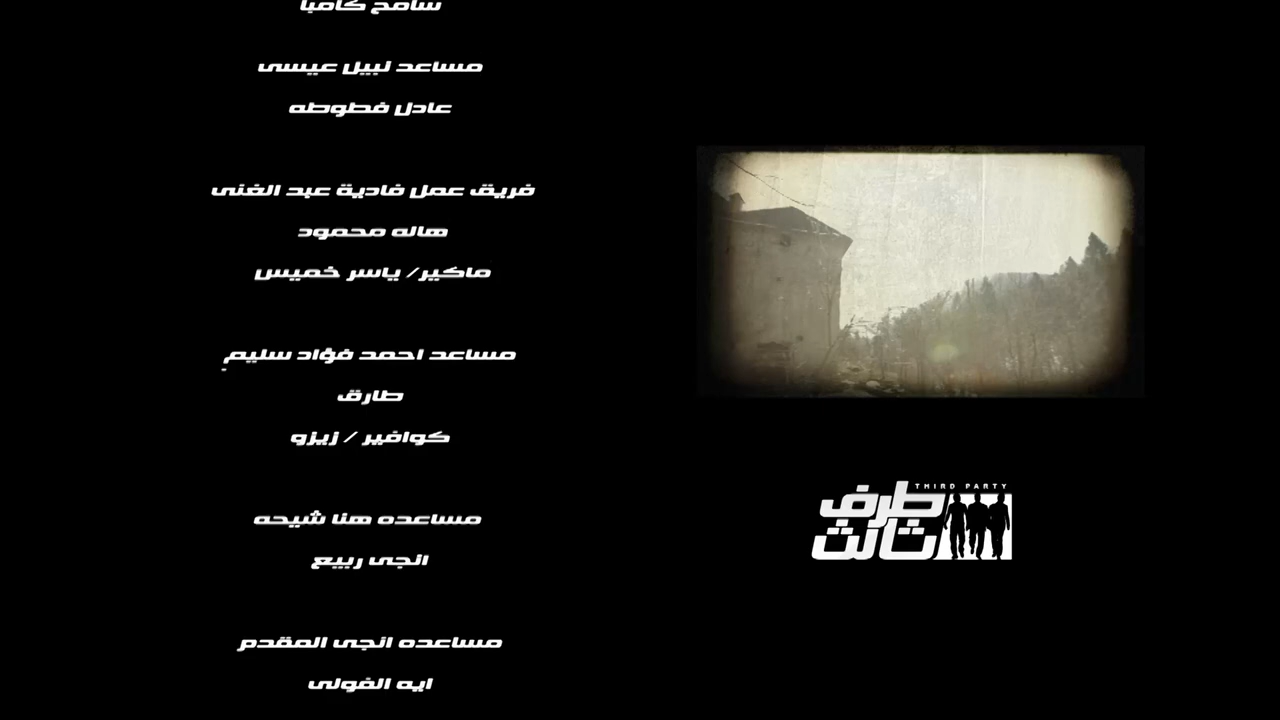 سامح كامبا
مساعد نبيل عيسى
عادل فطوطه
فريق عمل فادية عبد الغنى
هاله محمود
ماكير/ ياسر خميس
مساعد احمد فؤاد سليم
طارق
كوافير / زيزو
مساعده هنا شيحه
انجى ربيع
مساعده انجى المقدم
ايه الفولى
THIRD PARTY
طرف
ثالث